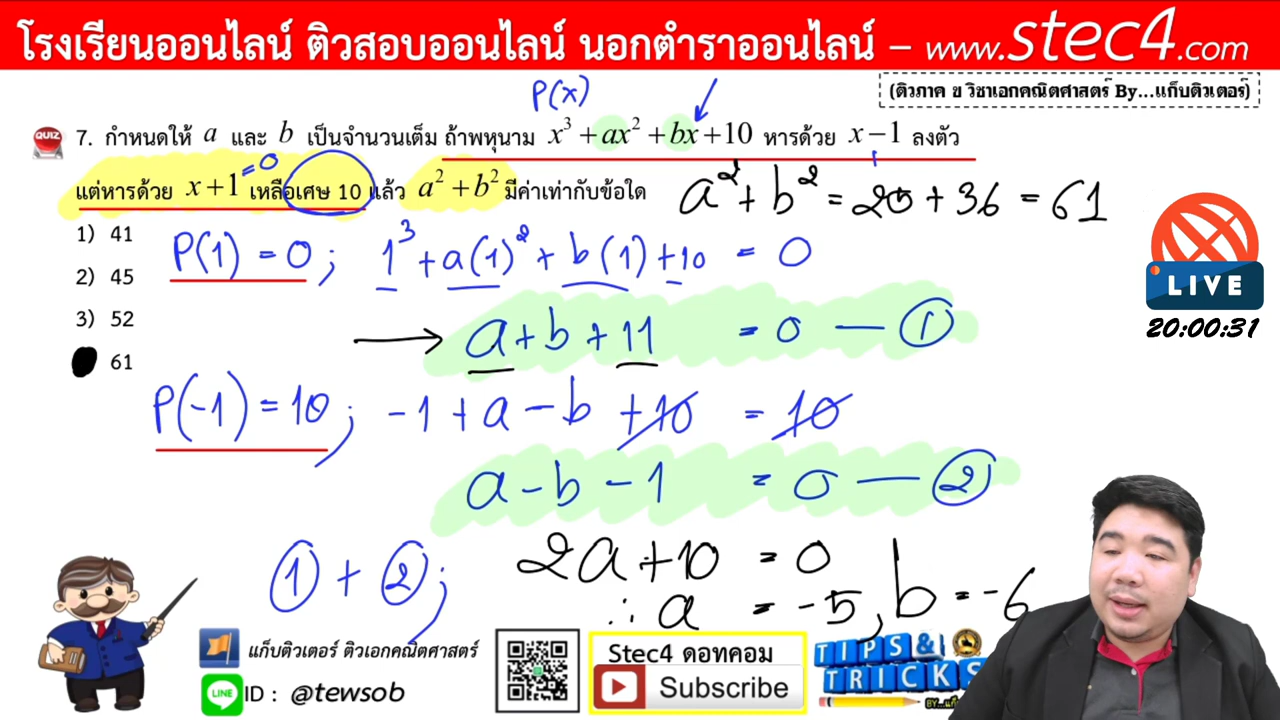 โรงเรียนออนไลน์ ติวสอบออนไลน์ นอกตำราออนไลน์ – www.stec4.com
(ติวภาค ข วิชาเอกคณิตศาสตร์ By...แก็บติวเตอร์)
P(x)
QUIZ 7. กำหนดให้ a และ b เป็นจำนวนเต็ม ถ้าพหุนาม x³ + ax² + bx + 10 หารด้วย x − 1 ลงตัว
= 0
แต่หารด้วย x + 1 เหลือเศษ 10 แล้ว a² + b² มีค่าเท่ากับข้อใด
a² + b² = 25 + 36 = 61
1) 41
P(1) = 0 ; 1³ + a(1)² + b(1) + 10 = 0
2) 45
3) 52
a + b + 11 = 0 — ①
61
P(-1) = 10 ; -1 + a - b + 10 = 10
a - b - 1 = 0 — ②
① + ② ; 2a + 10 = 0
∴ a = -5, b = -6
LIVE
20:00:31
แก็บติวเตอร์ ติวเอกคณิตศาสตร์
LINE ID : @tewsob
Stec4 ดอทคอม
Subscribe
TIPS &
TRICKS